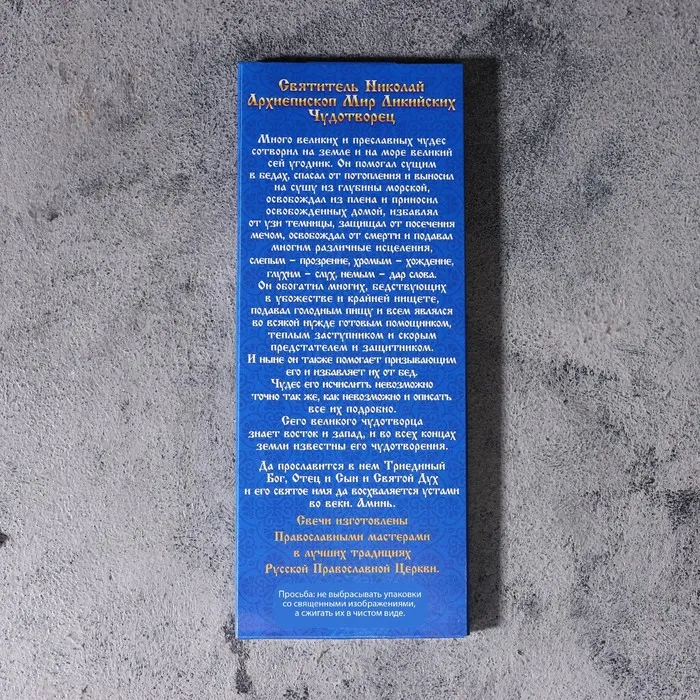 Святитель Николай
Архиепископ Мир Ликийских
Чудотворец
Много великих и преславных чудес
сотворил на земле и на море великий
сей угодник. Он помогал сущим
в бедах, спасал от потопления и выносил
на сушу из глубины морской,
освобождал из плена и приносил
освобожденных домой, избавлял
от узи темницы, защищал от посечения
мечом, освобождал от смерти и подавал
многим различные исцеления,
слепым – прозрение, хромым – хождение,
глухим – слух, немым – дар слова.
Он обогатил многих, бедствующих
в убожестве и крайней нищете,
подавал голодным пищу и всем являлся
во всякой нужде готовым помощником,
теплым заступником и скорым
предстателем и защитником.
И ныне он также помогает призывающим
его и избавляет их от бед.
Чудес его исчислить невозможно
точно так же, как невозможно и описать
все их подробно.
Сего великого чудотворца
знает восток и запад, и во всех концах
земли известны его чудотворения.
Да прославится в нем Триединый
Бог, Отец и Сын и Святой Дух
и его святое имя да восхваляется устами
во веки. Аминь.
Свечи изготовлены
Православными мастерами
в лучших традициях
Русской Православной Церкви.
Просьба: не выбрасывать упаковки
со священными изображениями,
а сжигать их в чистом виде.